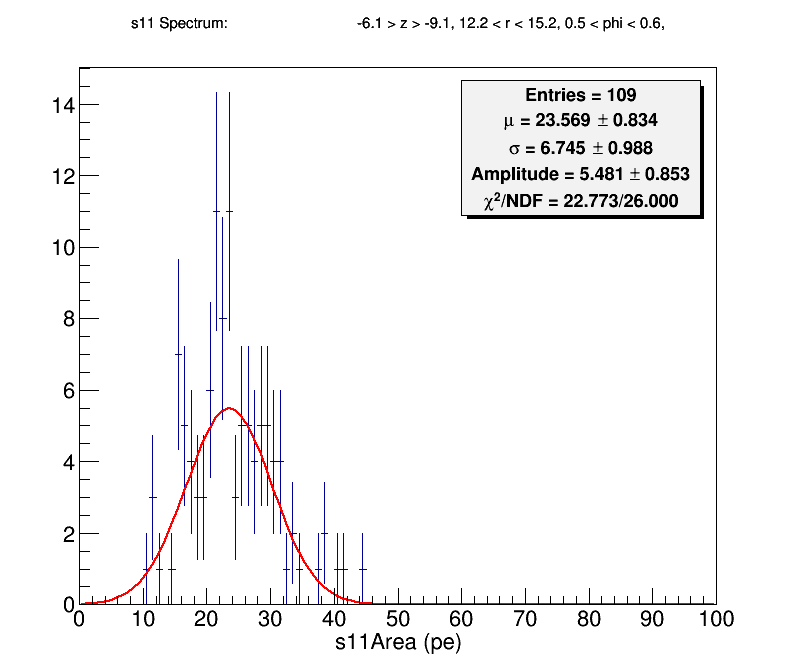 s11 Spectrum: -6.1 > z > -9.1, 12.2 < r < 15.2, 0.5 < phi < 0.6,
Entries = 109
μ = 23.569 ± 0.834
σ = 6.745 ± 0.988
Amplitude = 5.481 ± 0.853
χ²/NDF = 22.773/26.000
14
12
10
8
6
4
2
0
0 10 20 30 40 50 60 70 80 90 100
s11Area (pe)